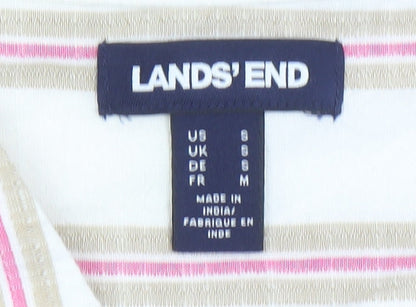 LANDS' END
US S
UK S
DE S
FR M
MADE IN
INDIA/
FABRIQUE EN
INDE